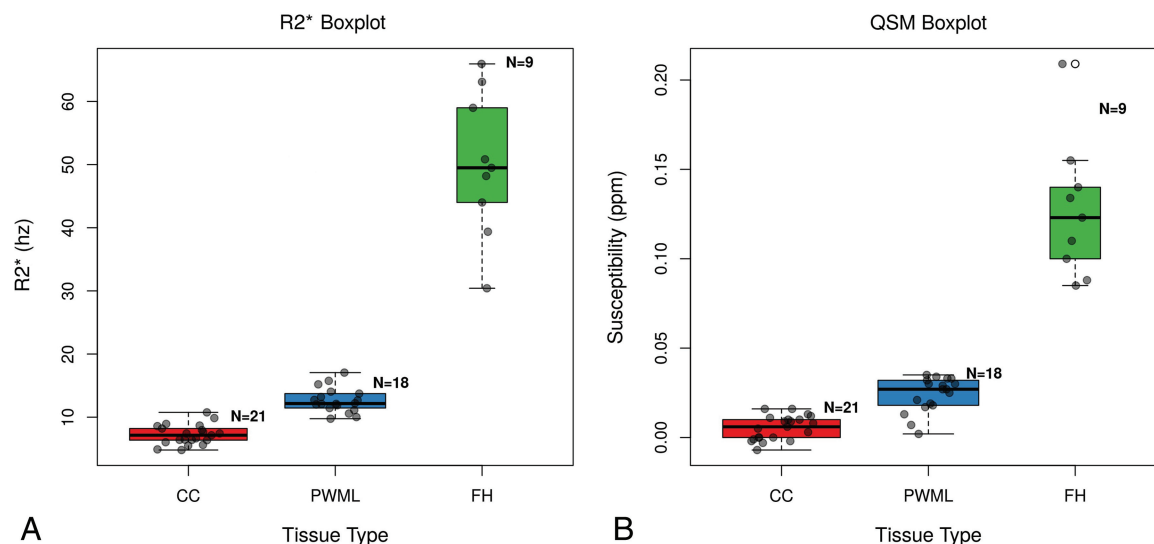 R2* Boxplot
R2* (hz)
60
50
40
30
20
10
N=21
N=18
N=9
CC
PWML
FH
Tissue Type
A
QSM Boxplot
Susceptibility (ppm)
0.20
0.15
0.10
0.05
0.00
N=21
N=18
N=9
CC
PWML
FH
Tissue Type
B